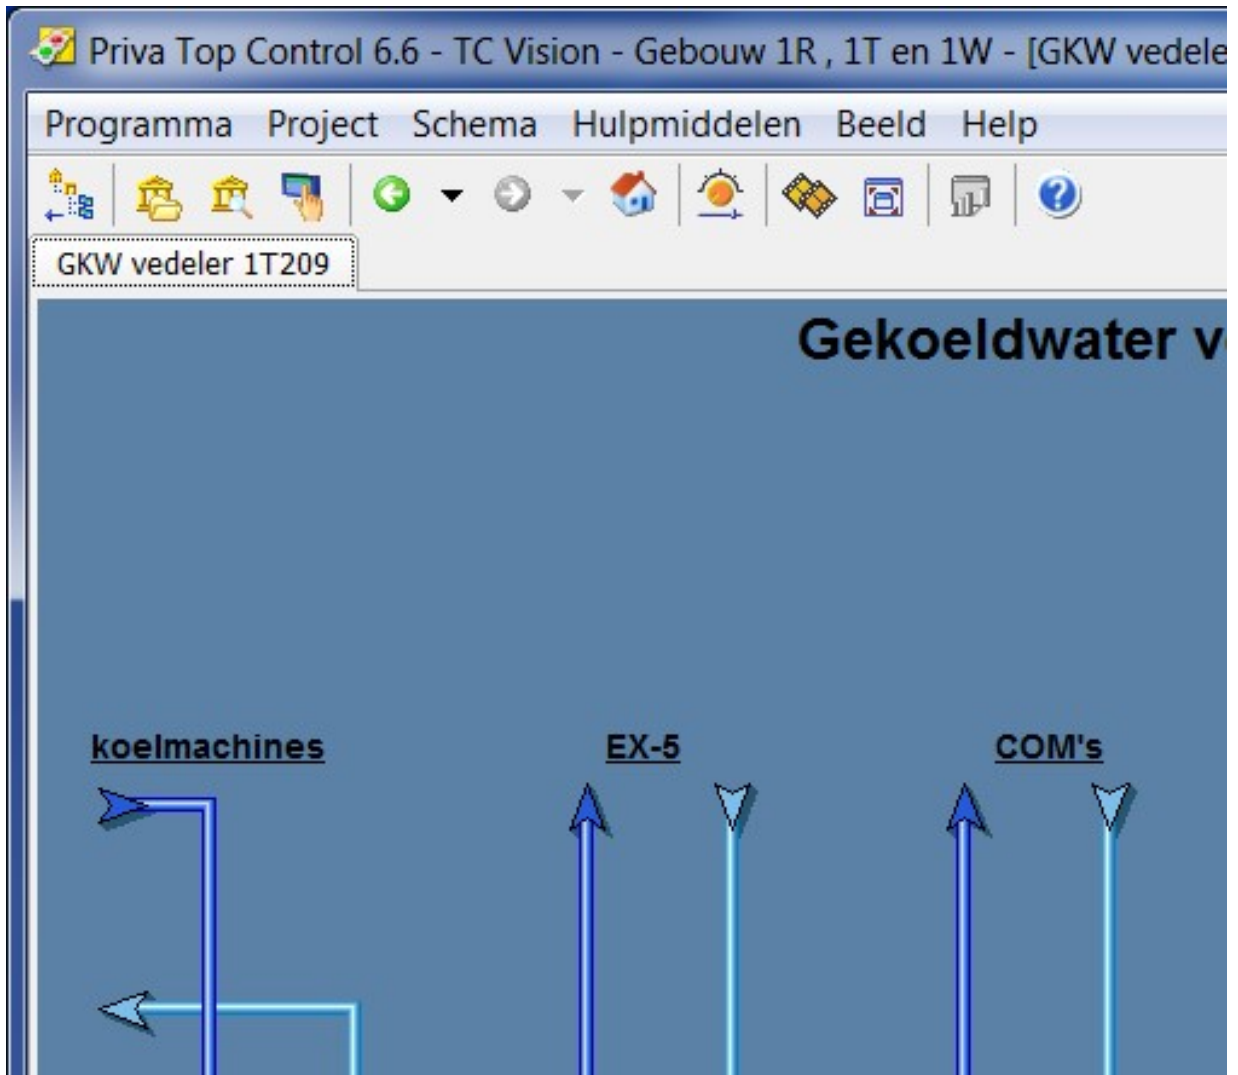 Priva Top Control 6.6 - TC Vision - Gebouw 1R , 1T en 1W - [GKW vedele
Programma Project Schema Hulpmiddelen Beeld Help
GKW vedeler 1T209
Gekoeldwater v
koelmachines EX-5 COM's